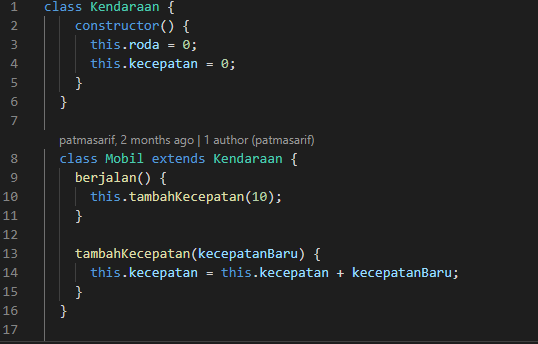 1 class Kendaraan {
2 constructor() {
3 this.roda = 0;
4 this.kecepatan = 0;
5 }
6 }
7
patmasarif, 2 months ago | 1 author (patmasarif)
8 class Mobil extends Kendaraan {
9 berjalan() {
10 this.tambahKecepatan(10);
11 }
12
13 tambahKecepatan(kecepatanBaru) {
14 this.kecepatan = this.kecepatan + kecepatanBaru;
15 }
16 }
17